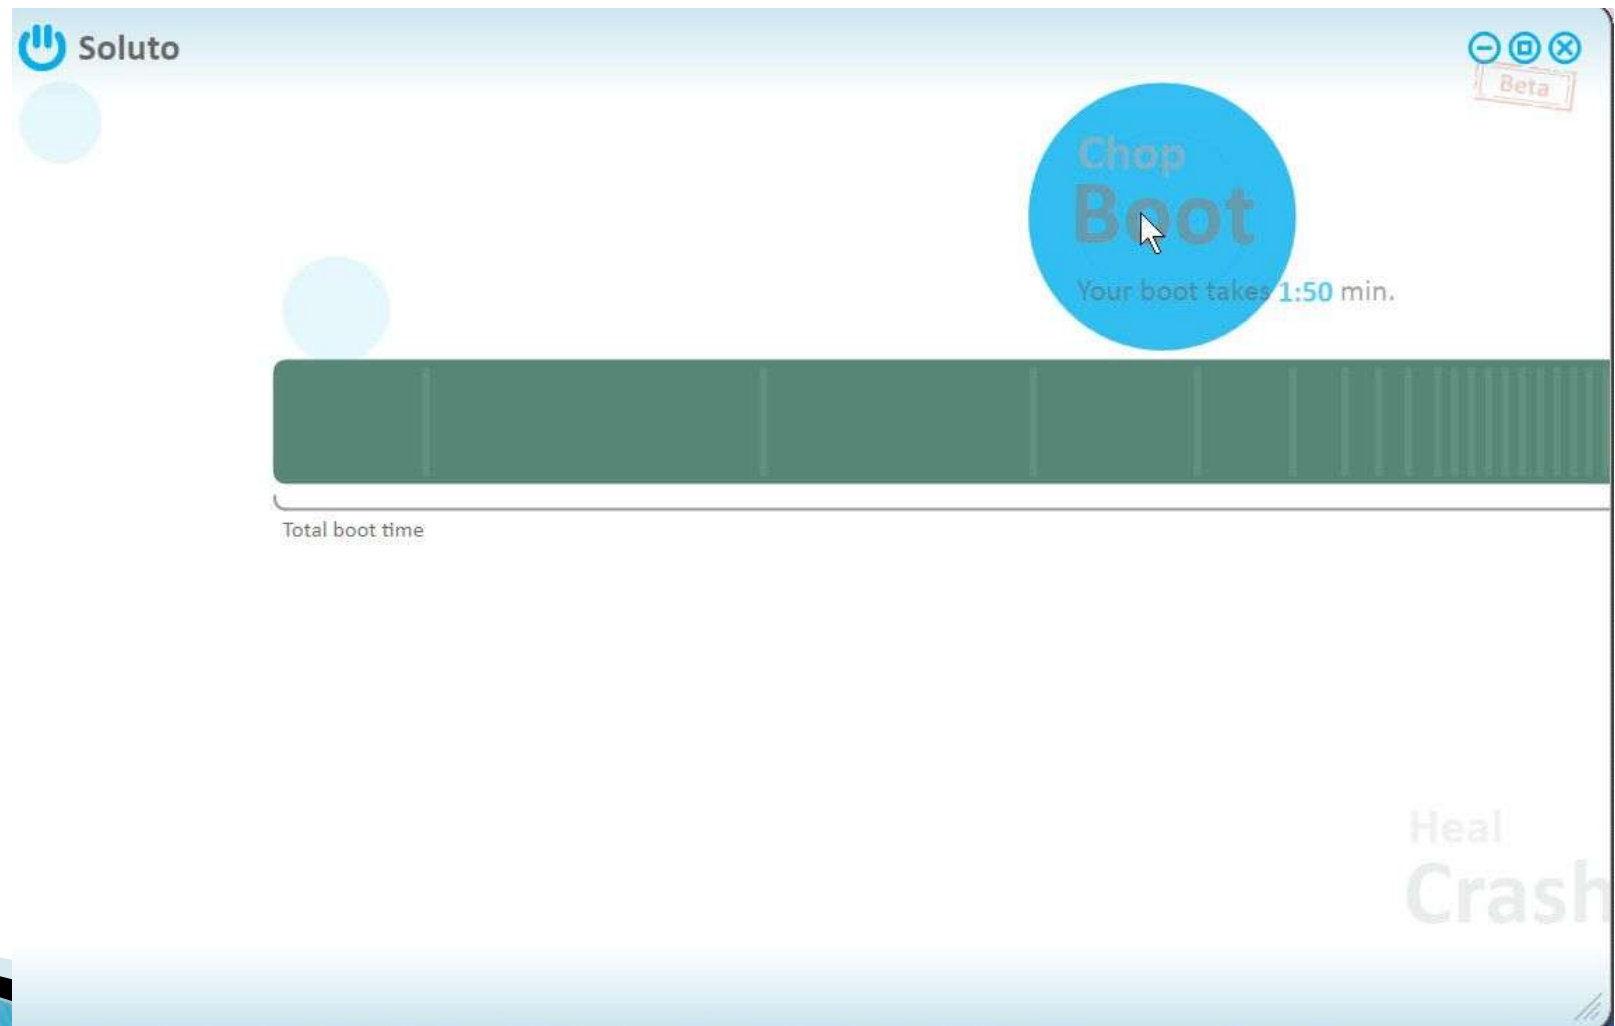 Soluto
Beta
Chop
Boot
Your boot takes 1:50 min.
Total boot time
Heal
Crash